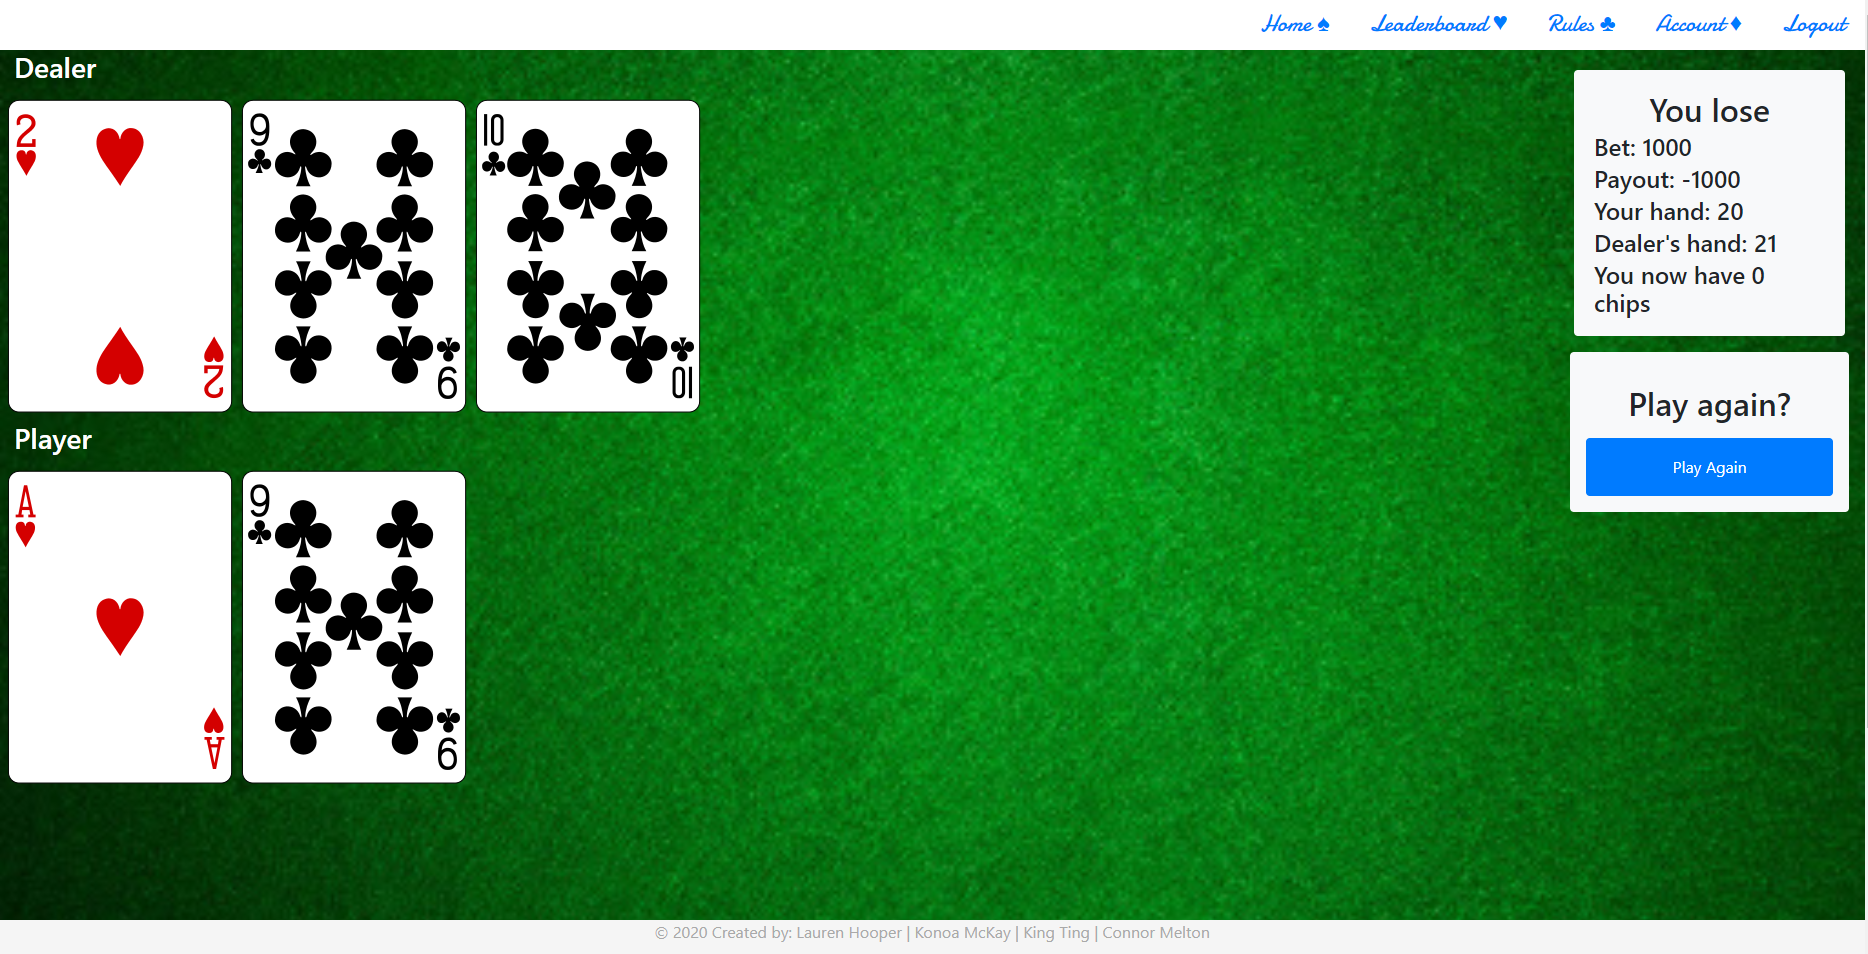 Home ♠ Leaderboard ♥ Rules ♣ Account ♦ Logout
Dealer
2 9 10
2 9 10
You lose
Bet: 1000
Payout: -1000
Your hand: 20
Dealer's hand: 21
You now have 0
chips
Play again?
Play Again
Player
A 9
A 9
© 2020 Created by: Lauren Hooper | Konoa McKay | King Ting | Connor Melton